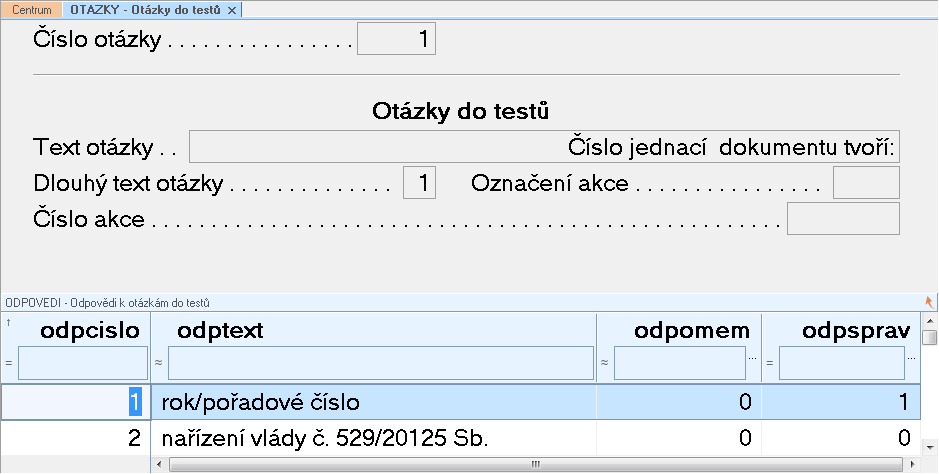 Centrum OTAZKY - Otázky do testů ×
Číslo otázky . . . . . . . . . . . . . . . . . 1
Otázky do testů
Text otázky . . Číslo jednací dokumentu tvoří:
Dlouhý text otázky . . . . . . . . . . . . . . 1 Označení akce . . . . . . . . . . . . . . . .
Číslo akce . . . . . . . . . . . . . . . . . . . . . . . . . . . . . . . . . . . . . . . . . . . . . . . . . . . . . .
ODPOVEDI - Odpovědi k otázkám do testů
↑ odpcislo odptext odpomem odpsprav
= ≈ ≈ ... = ...
1 rok/pořadové číslo 0 1
2 nařízení vlády č. 529/20125 Sb. 0 0